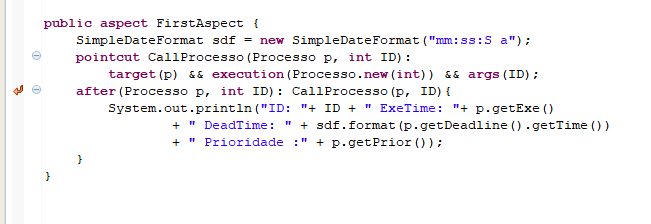 public aspect FirstAspect {
    SimpleDateFormat sdf = new SimpleDateFormat("mm:ss:S a");
    pointcut CallProcesso(Processo p, int ID):
        target(p) && execution(Processo.new(int)) && args(ID);
    after(Processo p, int ID): CallProcesso(p, ID){
        System.out.println("ID: "+ ID + " ExeTime: "+ p.getExe()
                + " DeadTime: " + sdf.format(p.getDeadline().getTime())
                + " Prioridade :" + p.getPrior());
    }
}